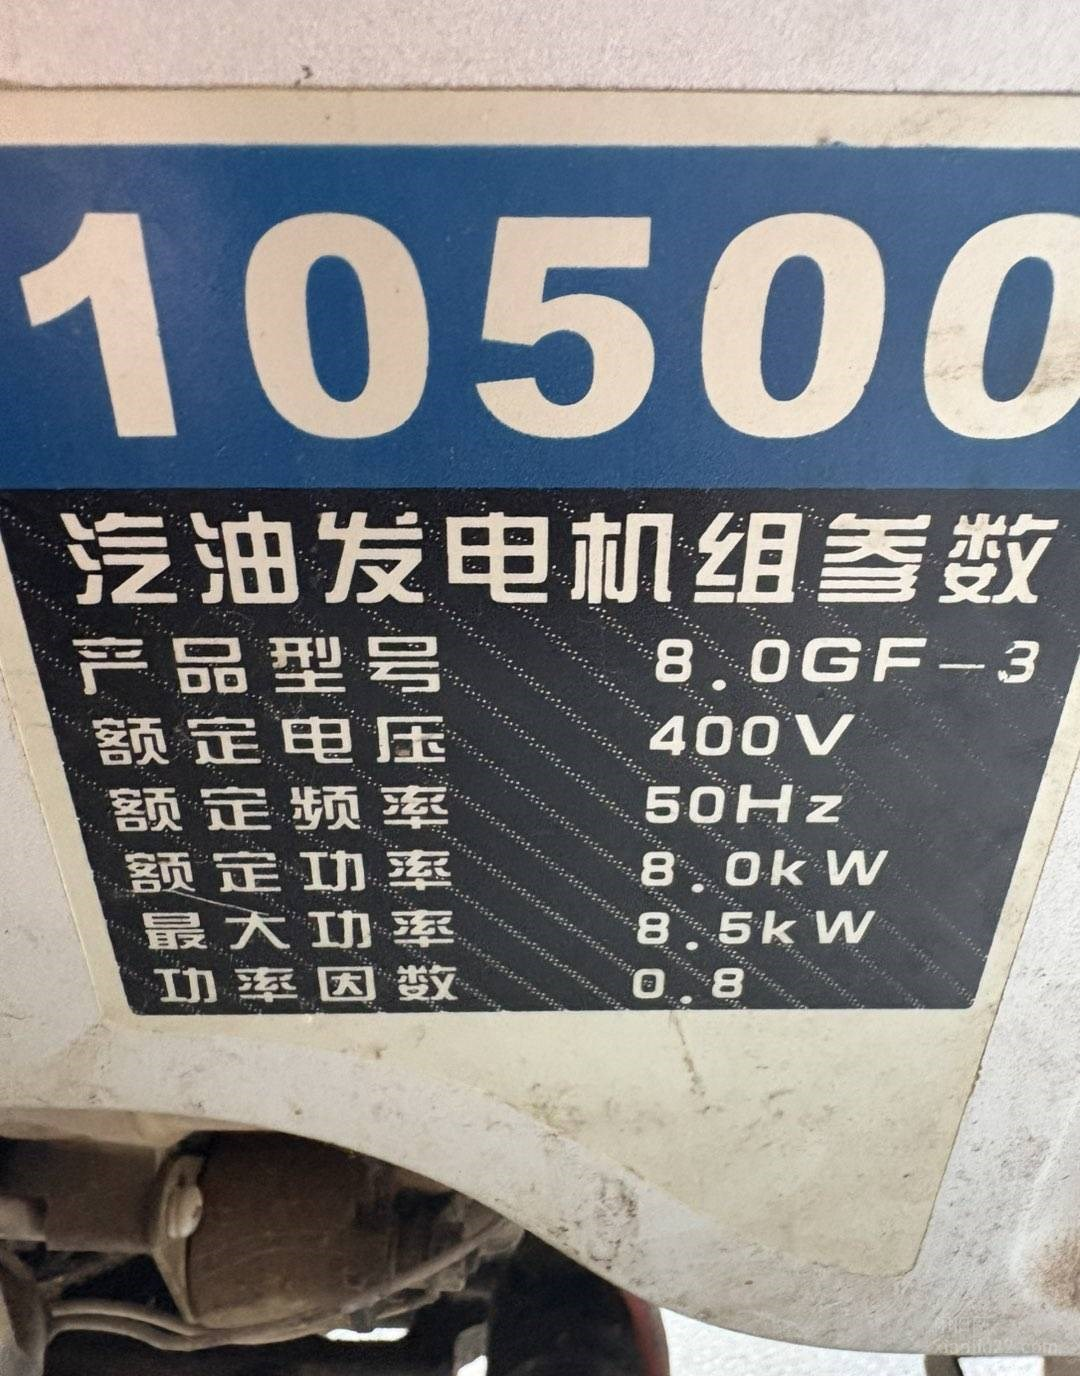 10500
汽油发电机组参数
产品型号 8.0GF-3
额定电压 400V
额定频率 50Hz
额定功率 8.0kW
最大功率 8.5kW
功率因数 0.8